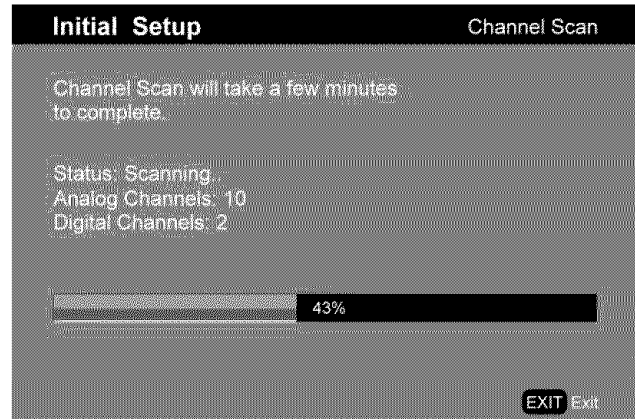 Initial Setup
Channel Scan
Channel Scan will take a few minutes
to complete.
Status: Scanning..
Analog Channels: 10
Digital Channels: 2
43%
EXIT Exit